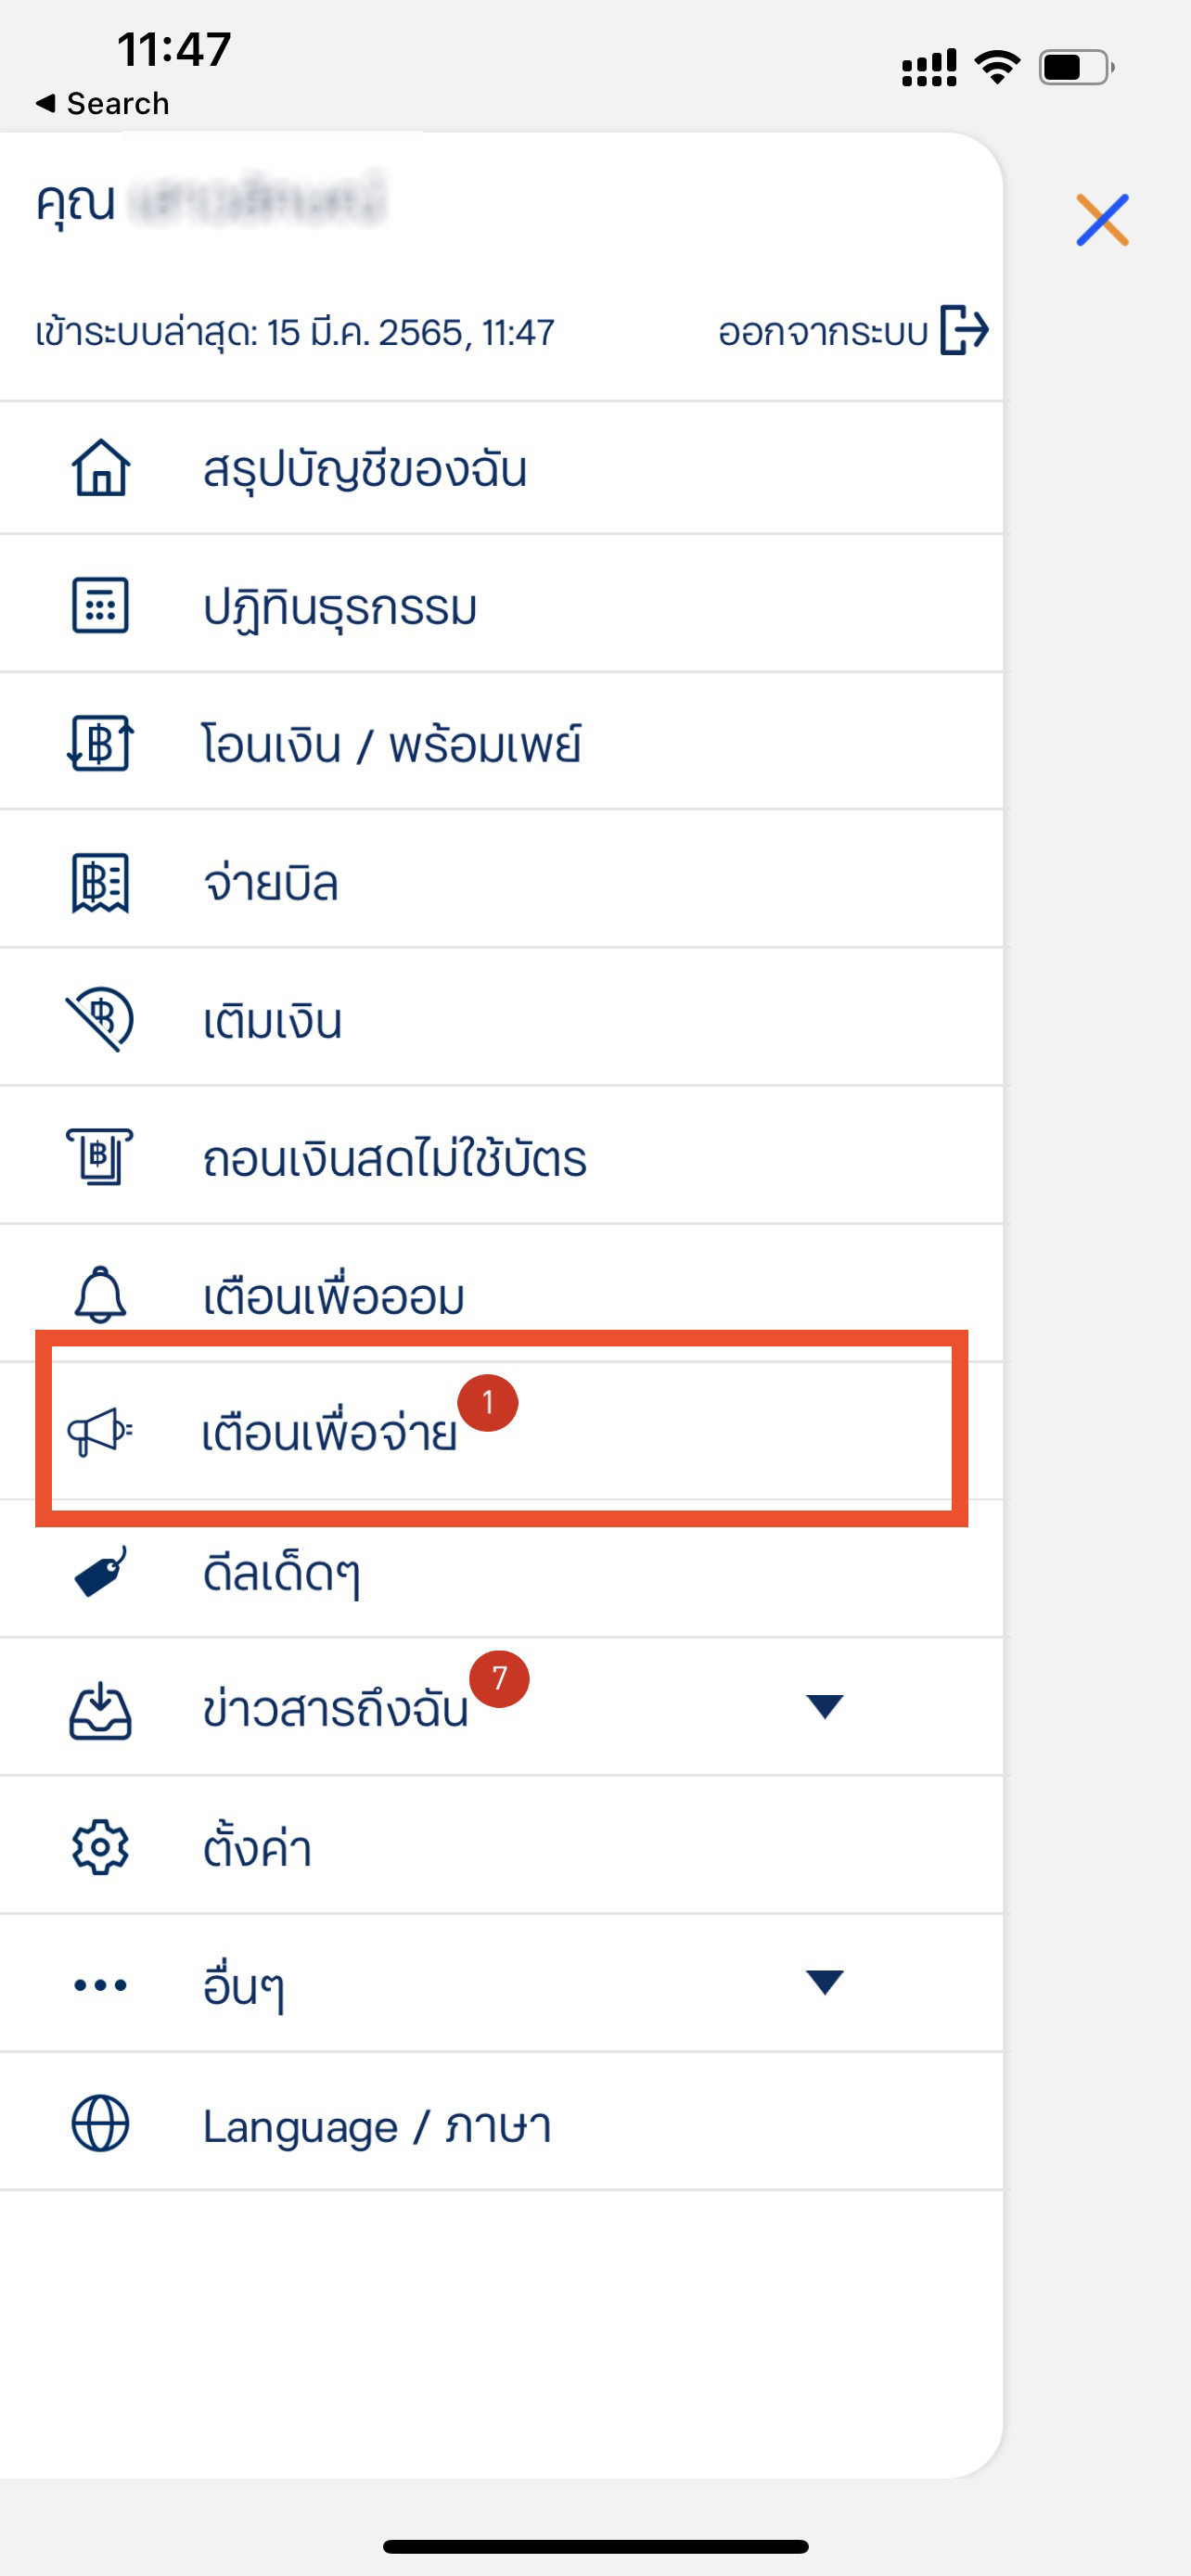 11:47
◀ Search
คุณ
เข้าระบบล่าสุด: 15 มี.ค. 2565, 11:47
ออกจากระบบ
สรุปบัญชีของฉัน
ปฏิทินธุรกรรม
โอนเงิน / พร้อมเพย์
จ่ายบิล
เติมเงิน
ถอนเงินสดไม่ใช้บัตร
เตือนเพื่อออม
เตือนเพื่อจ่าย 1
ดีลเด็ดๆ
ข่าวสารถึงฉัน 7
ตั้งค่า
อื่นๆ
Language / ภาษา